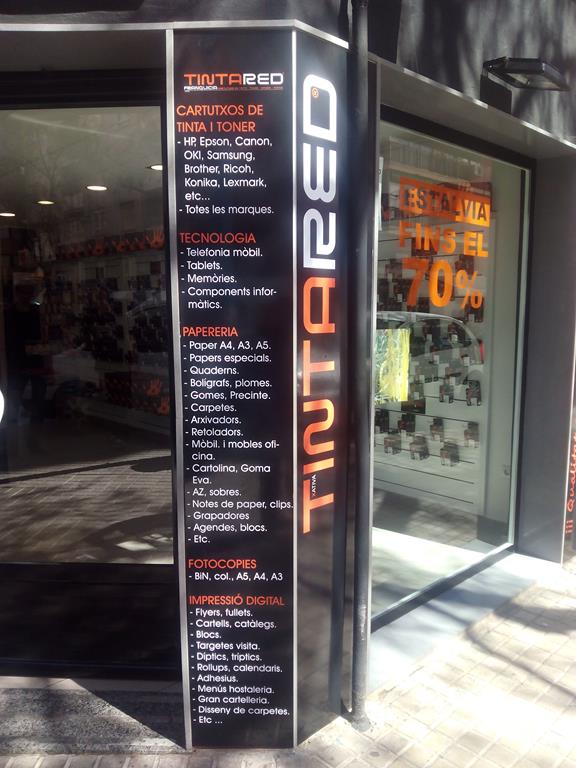 TINTARED
FRANQUICIA
CARTUTXOS DE
TINTA I TONER
- HP, Epson, Canon,
OKI, Samsung,
Brother, Ricoh,
Konika, Lexmark,
etc...
- Totes les marques.
TECNOLOGIA
- Telefonia mòbil.
- Tablets.
- Memòries.
- Components infor-
màtics.
PAPERERIA
- Paper A4, A3, A5.
- Papers especials.
- Quaderns.
- Bolígrafs, plomes.
- Gomes, Precinte.
- Carpetes.
- Arxivadors.
- Retoladors.
- Mòbil. i mobles ofi-
cina.
- Cartolina, Goma
Eva.
- AZ, sobres.
- Notes de paper, clips.
- Grapadores
- Agendes, blocs.
- Etc.
FOTOCOPIES
- B/N, col., A5, A4, A3
IMPRESSIÓ DIGITAL
- Flyers, fullets.
- Cartells, catàlegs.
- Blocs.
- Targetes visita.
- Díptics, tríptics.
- Rollups, calendaris.
- Adhesius.
- Menús hostaleria.
- Gran cartelleria.
- Disseny de carpetes.
- Etc ...
TINTARED®
XATIVA
ESTALVIA
FINS EL
70%